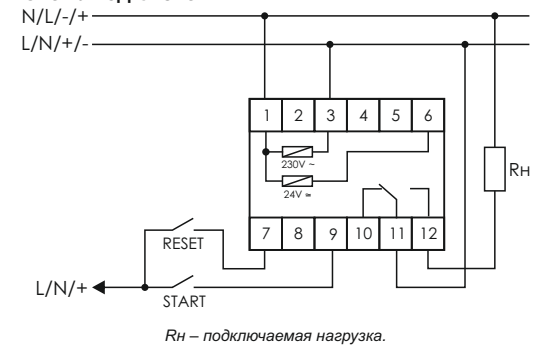 N/L/-/+
L/N/+/-
1 2 3 4 5 6
230V ~
24V =
Rн
7 8 9 10 11 12
RESET
L/N/+
START
Rн – подключаемая нагрузка.